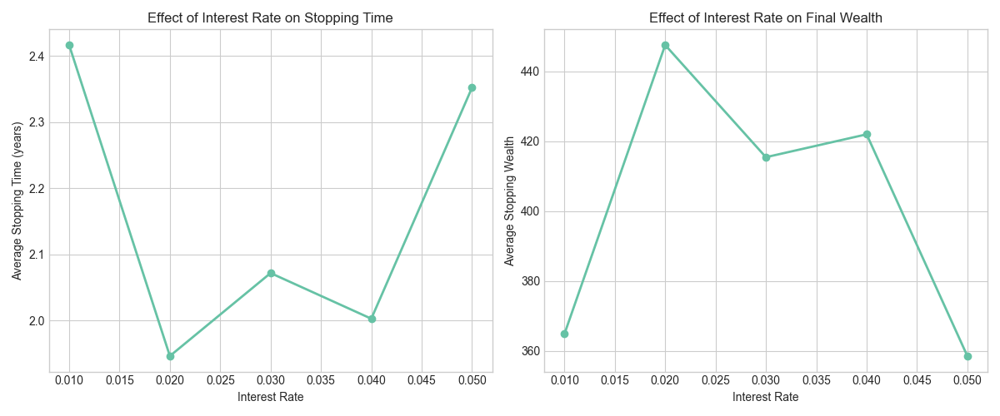 Effect of Interest Rate on Stopping Time
Average Stopping Time (years)
2.4
2.3
2.2
2.1
2.0
0.010 0.015 0.020 0.025 0.030 0.035 0.040 0.045 0.050
Interest Rate
Effect of Interest Rate on Final Wealth
Average Stopping Wealth
440
420
400
380
360
0.010 0.015 0.020 0.025 0.030 0.035 0.040 0.045 0.050
Interest Rate